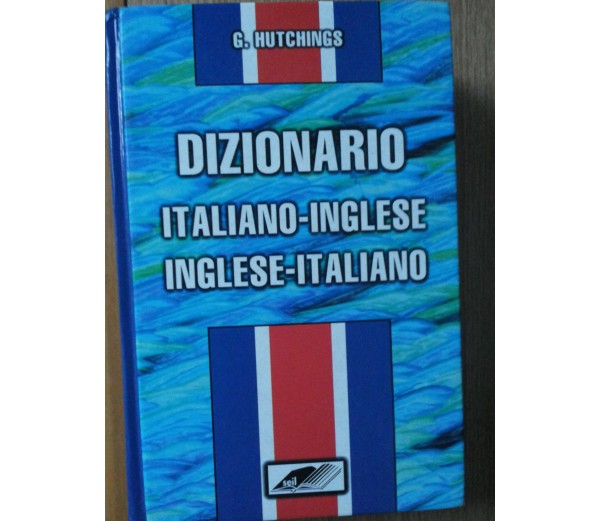 G. HUTCHINGS
DIZIONARIO
ITALIANO-INGLESE
INGLESE-ITALIANO
seil